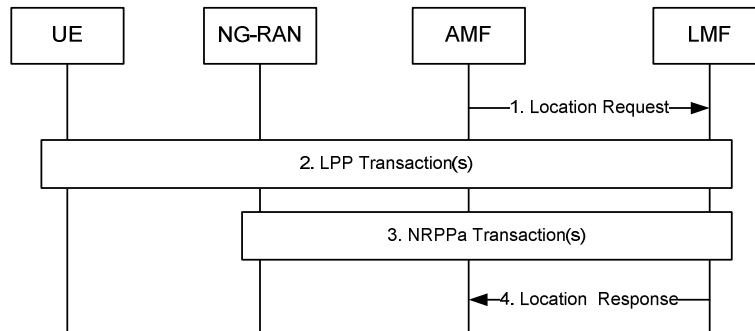 UE
NG-RAN
AMF
LMF
1. Location Request
2. LPP Transaction(s)
3. NRPPa Transaction(s)
4. Location Response